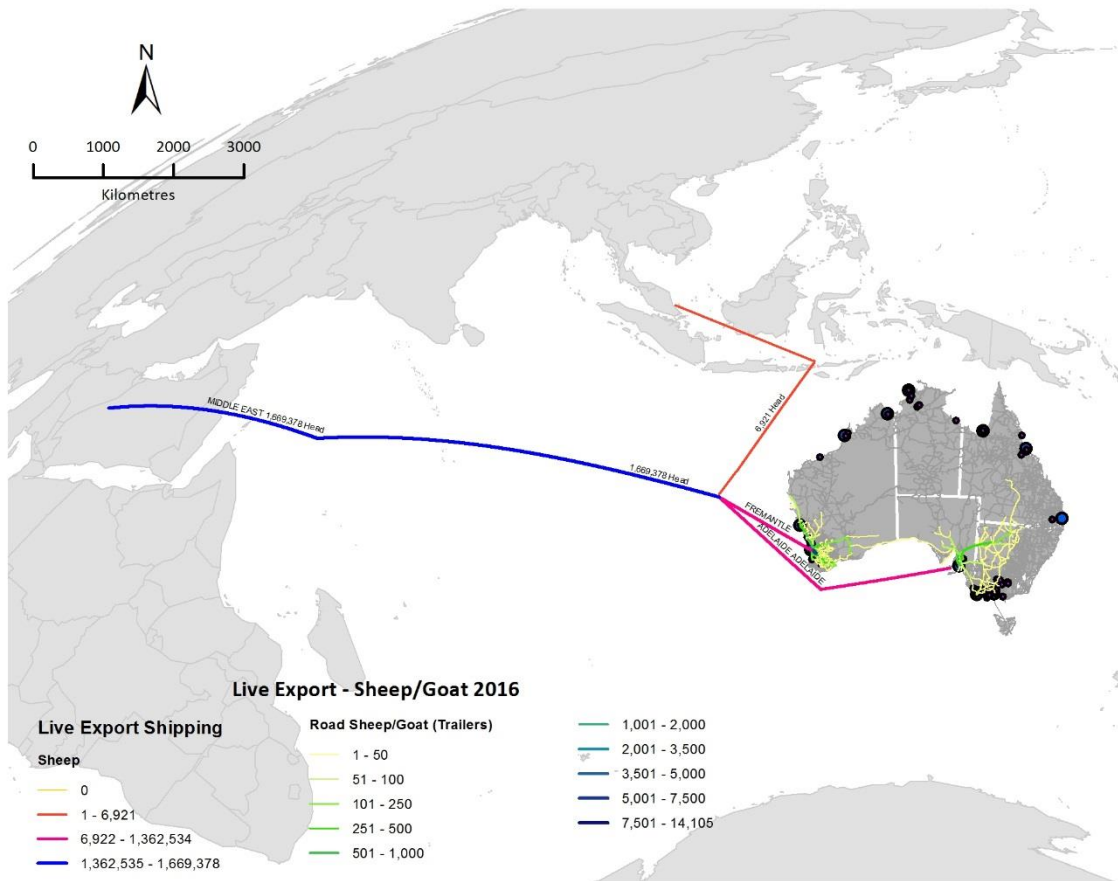 N
0 1000 2000 3000
Kilometres
6,921 Head
MIDDLE EAST 1,669,378 Head
1,669,378 Head
FREMANTLE
ADELAIDE ADELAIDE
Live Export - Sheep/Goat 2016
Live Export Shipping
Sheep
0
1 - 6,921
6,922 - 1,362,534
1,362,535 - 1,669,378
Road Sheep/Goat (Trailers)
1 - 50
51 - 100
101 - 250
251 - 500
501 - 1,000
1,001 - 2,000
2,001 - 3,500
3,501 - 5,000
5,001 - 7,500
7,501 - 14,105